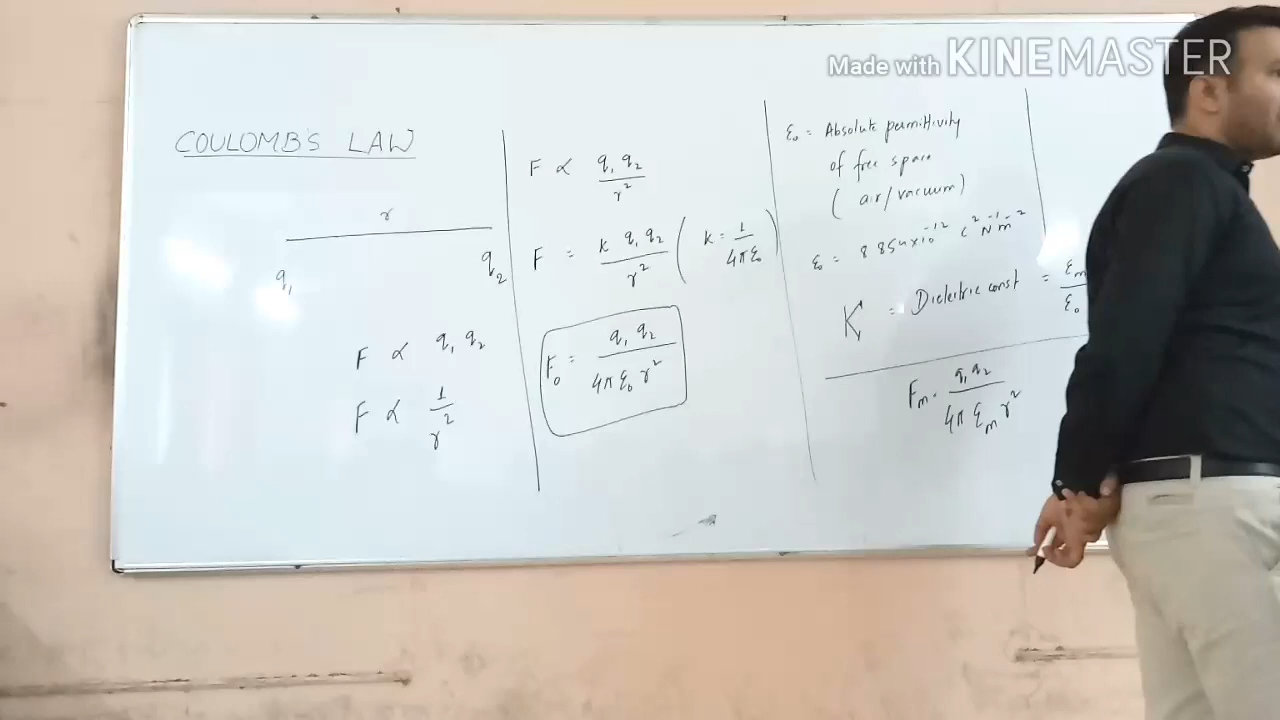 Made with KINEMASTER
COULOMB'S LAW
r
q₁ q₂
F ∝ q₁ q₂
F ∝ 1/r²
F ∝ q₁ q₂/r²
F = k q₁ q₂/r² (k = 1/4πε₀)
F₀ = q₁ q₂/4πε₀ r²
ε₀ = Absolute permittivity
of free space
(air/vacuum)
ε₀ = 8.854×10⁻¹² C² N⁻¹ m⁻²
K = Dielectric const = εm/ε₀
Fm = q₁ q₂/4π εm r²